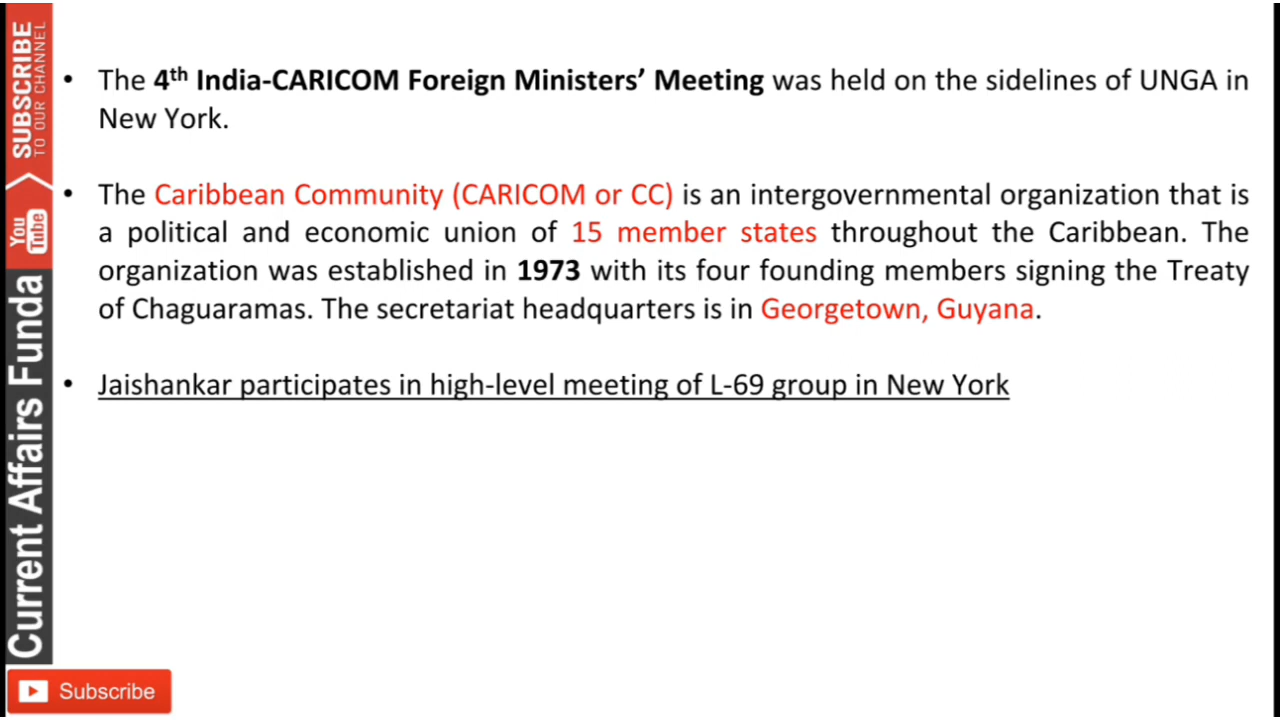 SUBSCRIBE
TO OUR CHANNEL
You
Tube
Current Affairs Funda
• The 4th India-CARICOM Foreign Ministers’ Meeting was held on the sidelines of UNGA in
New York.
• The Caribbean Community (CARICOM or CC) is an intergovernmental organization that is
a political and economic union of 15 member states throughout the Caribbean. The
organization was established in 1973 with its four founding members signing the Treaty
of Chaguaramas. The secretariat headquarters is in Georgetown, Guyana.
• Jaishankar participates in high-level meeting of L-69 group in New York
Subscribe